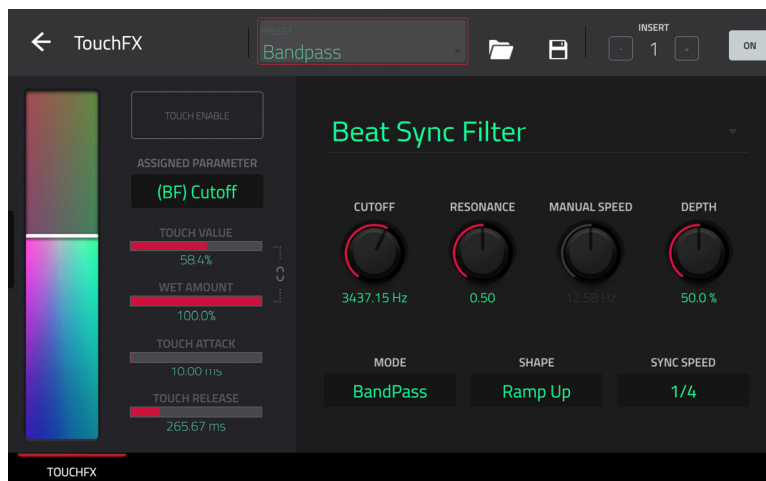 TouchFX
PRESET
Bandpass
INSERT
-
1
+
ON
TOUCH ENABLE
ASSIGNED PARAMETER
(BF) Cutoff
TOUCH VALUE
58.4%
WET AMOUNT
100.0%
TOUCH ATTACK
10.00 ms
TOUCH RELEASE
265.67 ms
Beat Sync Filter
CUTOFF
RESONANCE
MANUAL SPEED
DEPTH
3437.15 Hz
0.50
12.58 Hz
50.0 %
MODE
SHAPE
SYNC SPEED
BandPass
Ramp Up
1/4
TOUCHFX